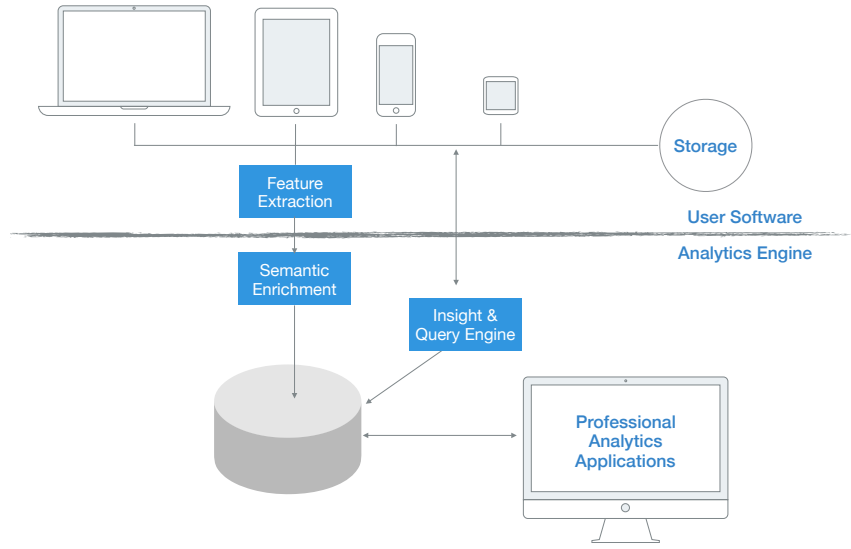 Storage
Feature
Extraction
User Software
Analytics Engine
Semantic
Enrichment
Insight &
Query Engine
Professional
Analytics
Applications